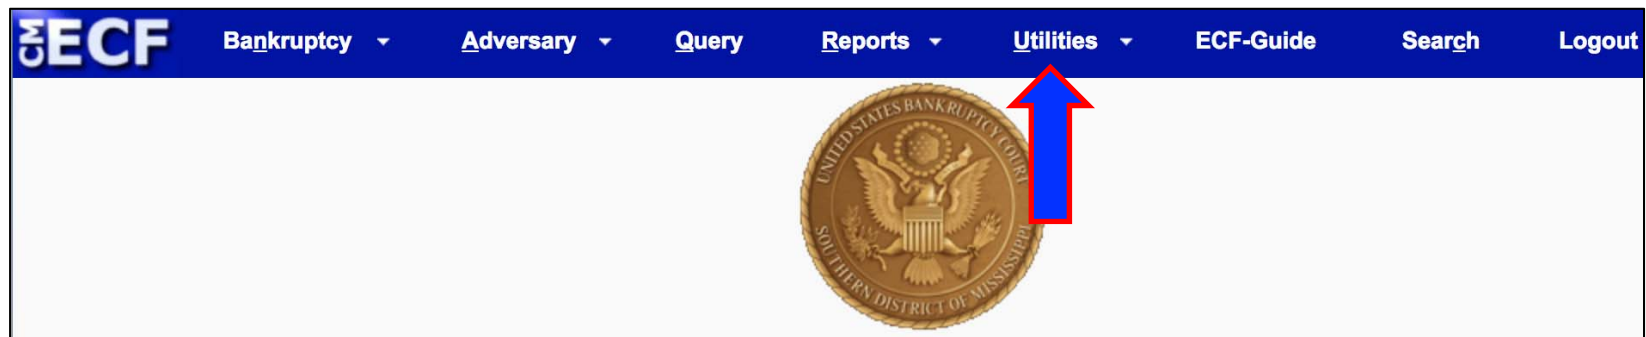 CM ECF Bankruptcy Adversary Query Reports Utilities ECF-Guide Search Logout
UNITED STATES BANKRUPTCY COURT
SOUTHERN DISTRICT OF MISSISSIPPI